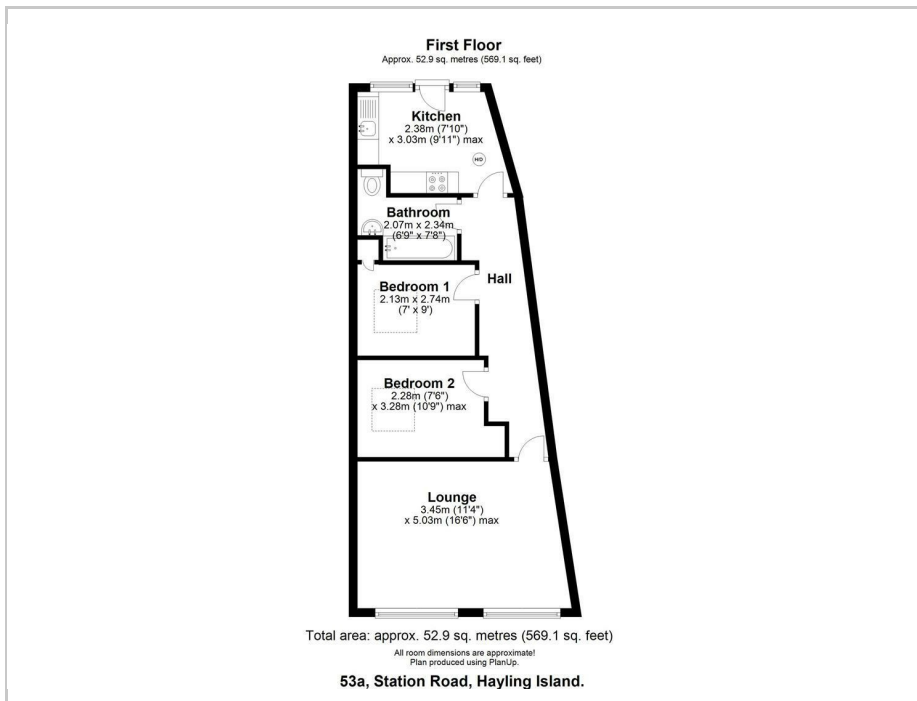 First Floor
Approx. 52.9 sq. metres (569.1 sq. feet)
Kitchen
2.38m (7'10")
x 3.03m (9'11") max
H/D
Bathroom
2.07m x 2.34m
(6'9" x 7'8")
Hall
Bedroom 1
2.13m x 2.74m
(7' x 9')
Bedroom 2
2.28m (7'6")
x 3.28m (10'9") max
Lounge
3.45m (11'4")
x 5.03m (16'6") max
Total area: approx. 52.9 sq. metres (569.1 sq. feet)
All room dimensions are approximate!
Plan produced using PlanUp.
53a, Station Road, Hayling Island.